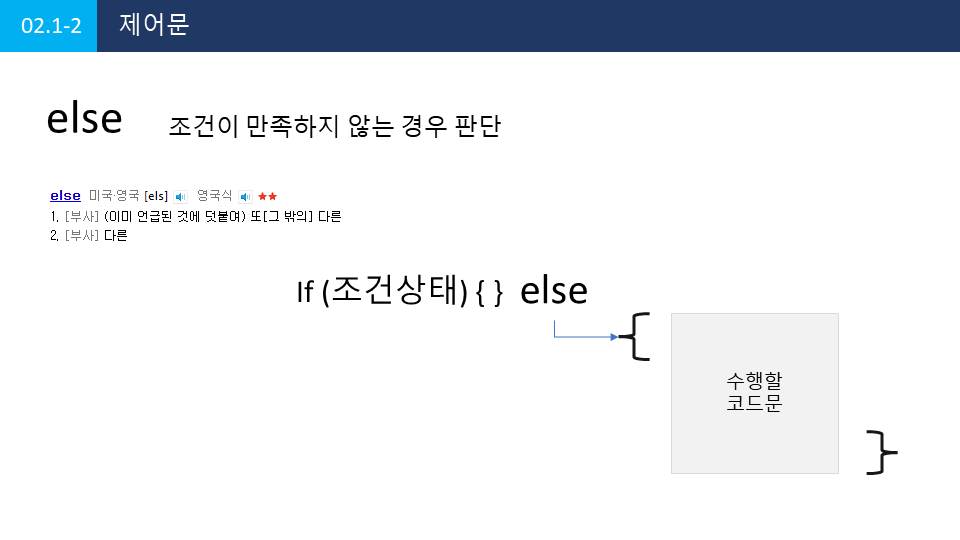 02.1-2 제어문
else 조건이 만족하지 않는 경우 판단
else 미국·영국 [els] 영국식 ★★
1. [부사] (이미 언급된 것에 덧붙여) 또[그 밖의] 다른
2. [부사] 다른
If (조건상태) { } else
{
수행할
코드문
}